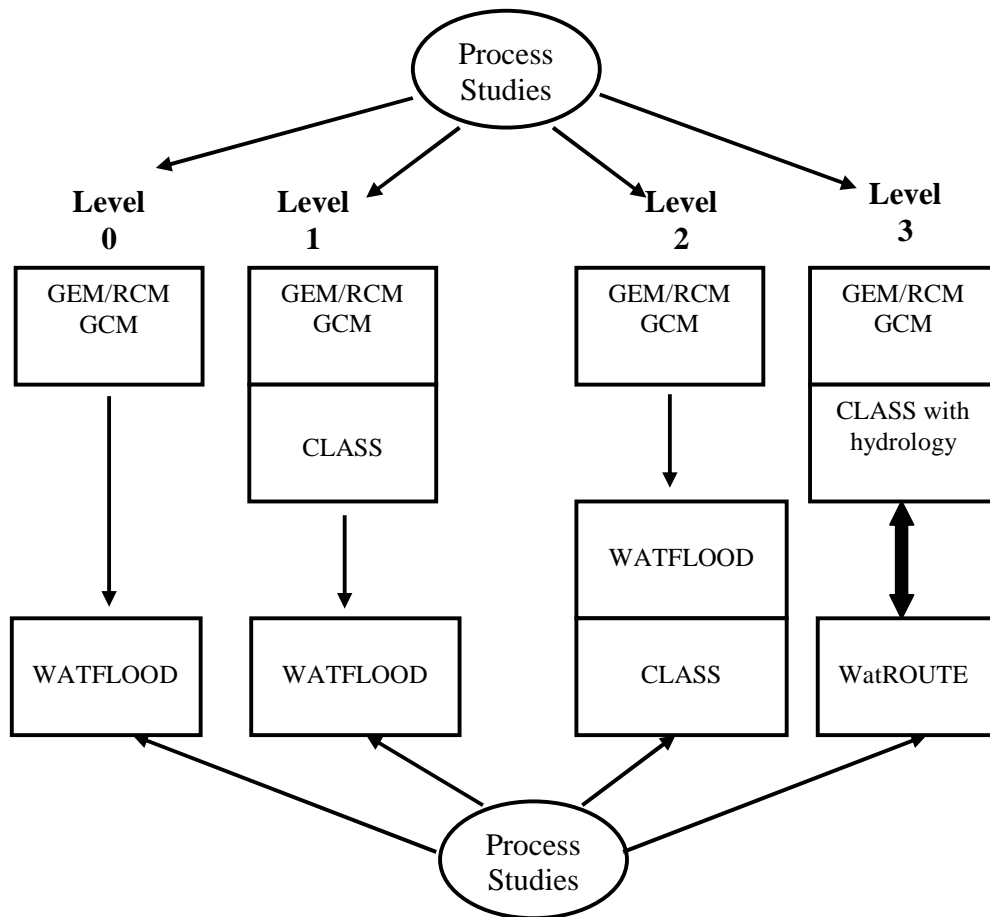 Process
Studies
Level
0
Level
1
Level
2
Level
3
GEM/RCM
GCM
GEM/RCM
GCM
GEM/RCM
GCM
GEM/RCM
GCM
CLASS
CLASS with
hydrology
WATFLOOD
WATFLOOD
WATFLOOD
CLASS
WatROUTE
Process
Studies